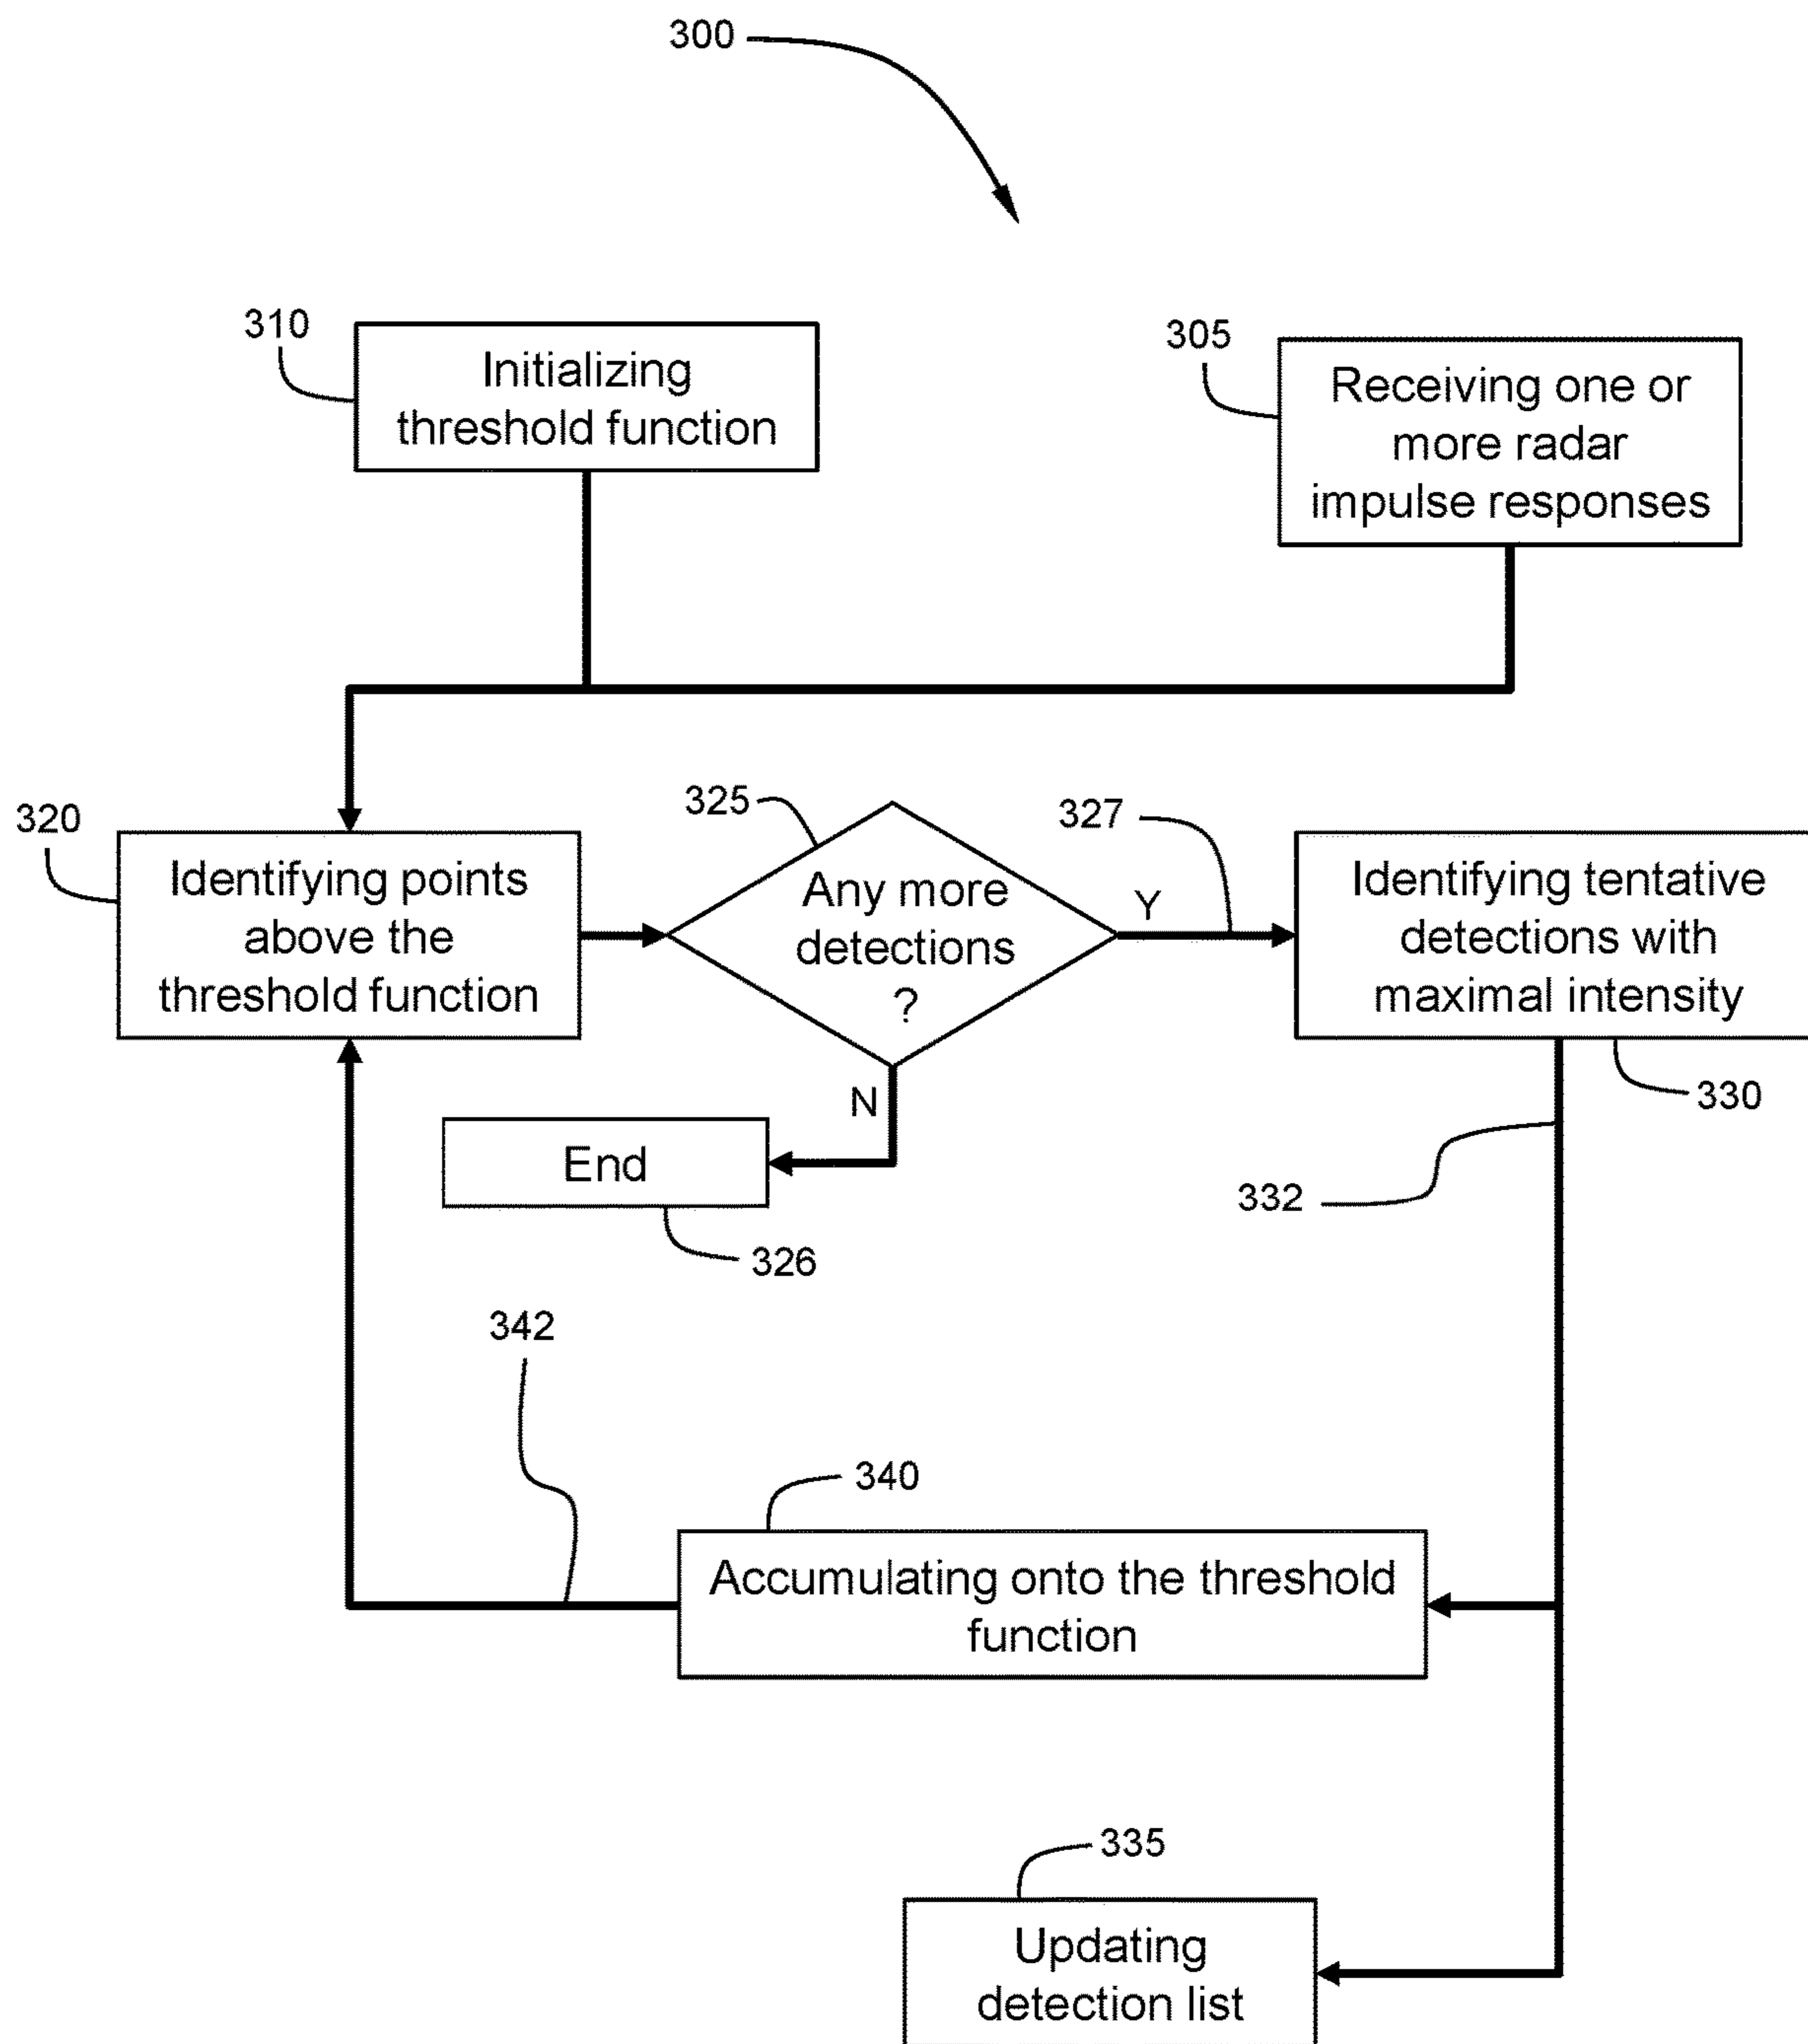 300
310
Initializing
threshold function
305
Receiving one or
more radar
impulse responses
320
Identifying points
above the
threshold function
325
Any more
detections
?
327
Y
Identifying tentative
detections with
maximal intensity
330
N
End
326
332
342
340
Accumulating onto the threshold
function
335
Updating
detection list